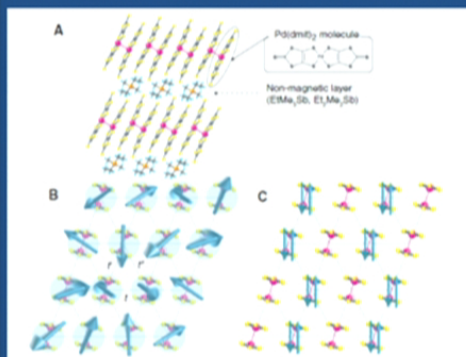 A
Pd(dmit)₂ molecule
Non-magnetic layer
(EtMe₃Sb, Et₂Me₂Sb)
B
C